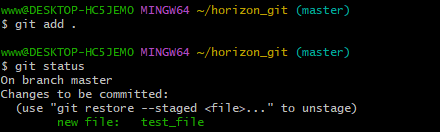 www@DESKTOP-HC5JEMO MINGW64 ~/horizon_git (master)
$ git add .
www@DESKTOP-HC5JEMO MINGW64 ~/horizon_git (master)
$ git status
On branch master
Changes to be committed:
  (use "git restore --staged <file>..." to unstage)
        new file:   test_file